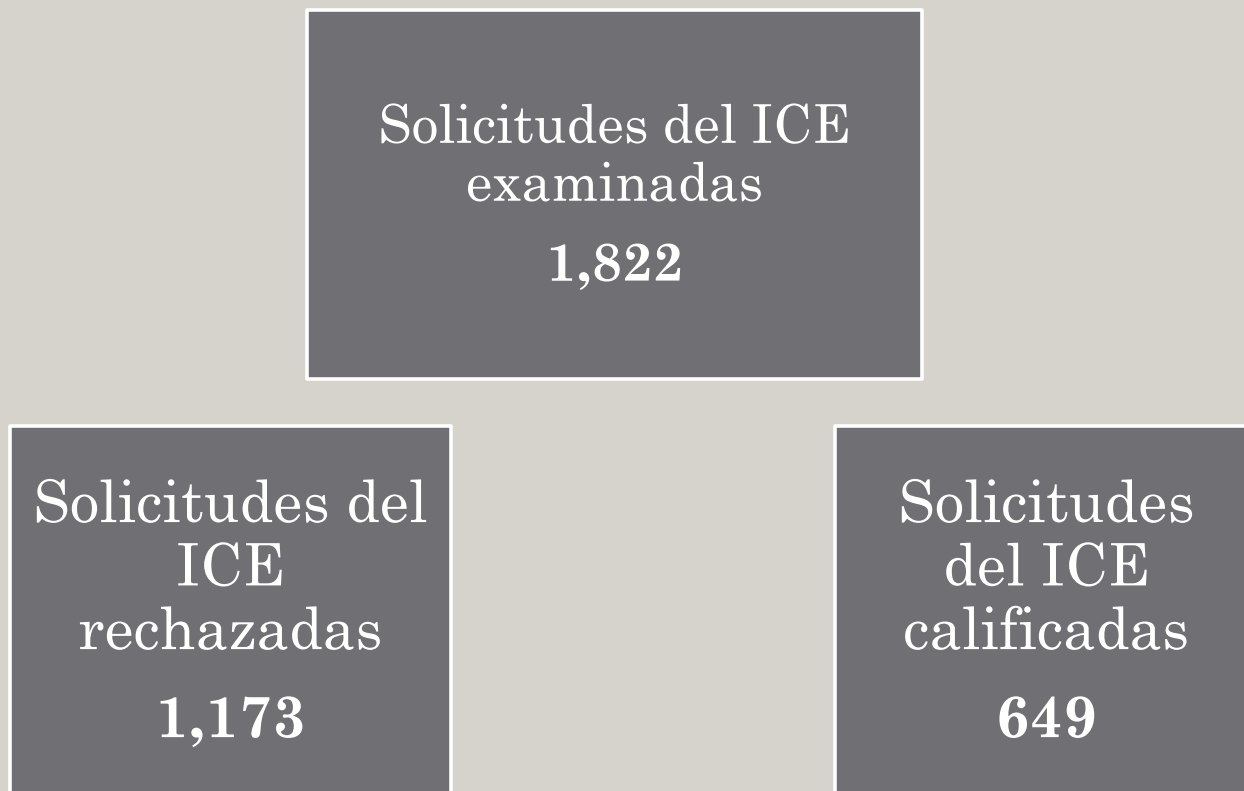 Solicitudes del ICE
examinadas
1,822
Solicitudes del
ICE
rechazadas
1,173
Solicitudes
del ICE
calificadas
649